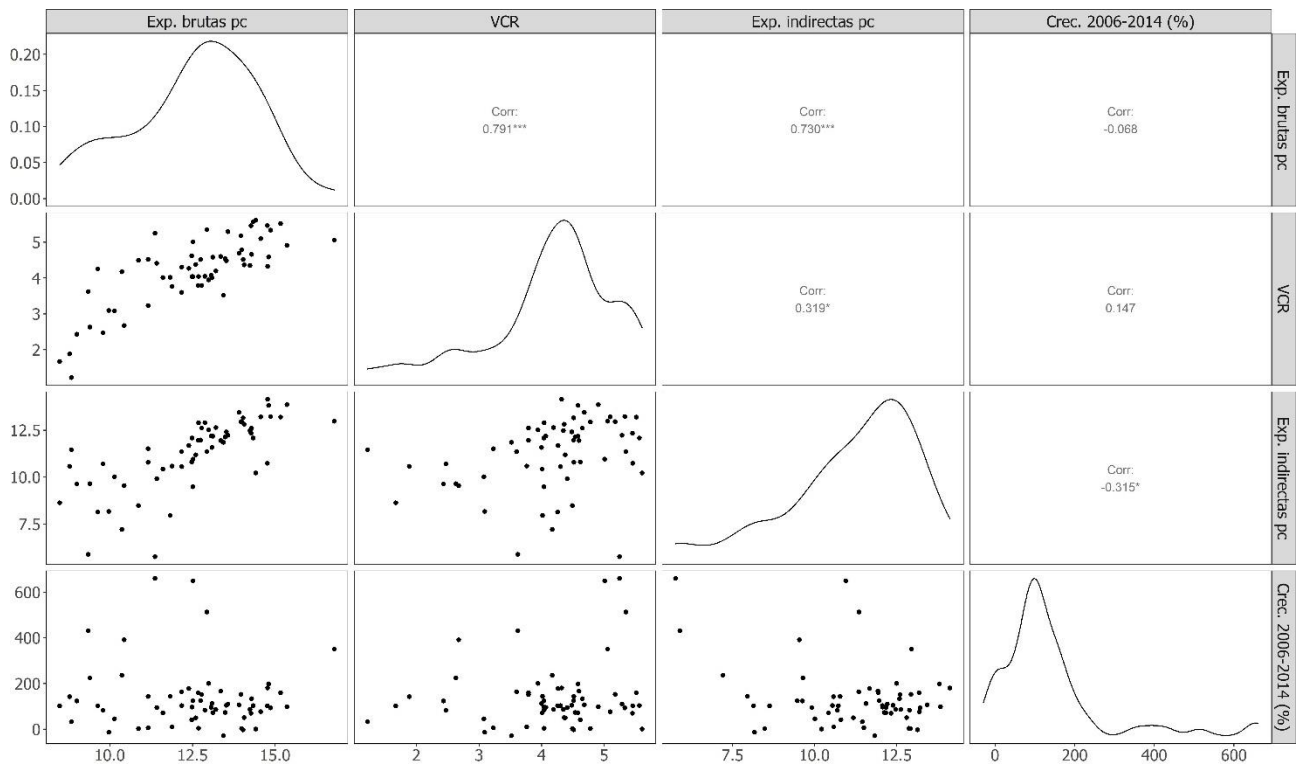 Exp. brutas pc
VCR
Exp. indirectas pc
Crec. 2006-2014 (%)
0.20
0.15
0.10
0.05
0.00
Corr:
0.791***
Corr:
0.730***
Corr:
-0.068
Exp. brutas pc
5
4
3
2
Corr:
0.319*
Corr:
0.147
VCR
12.5
10.0
7.5
Corr:
-0.315*
Exp. indirectas pc
600
400
200
0
Crec. 2006-2014 (%)
10.0
12.5
15.0
2
3
4
5
7.5
10.0
12.5
0
200
400
600